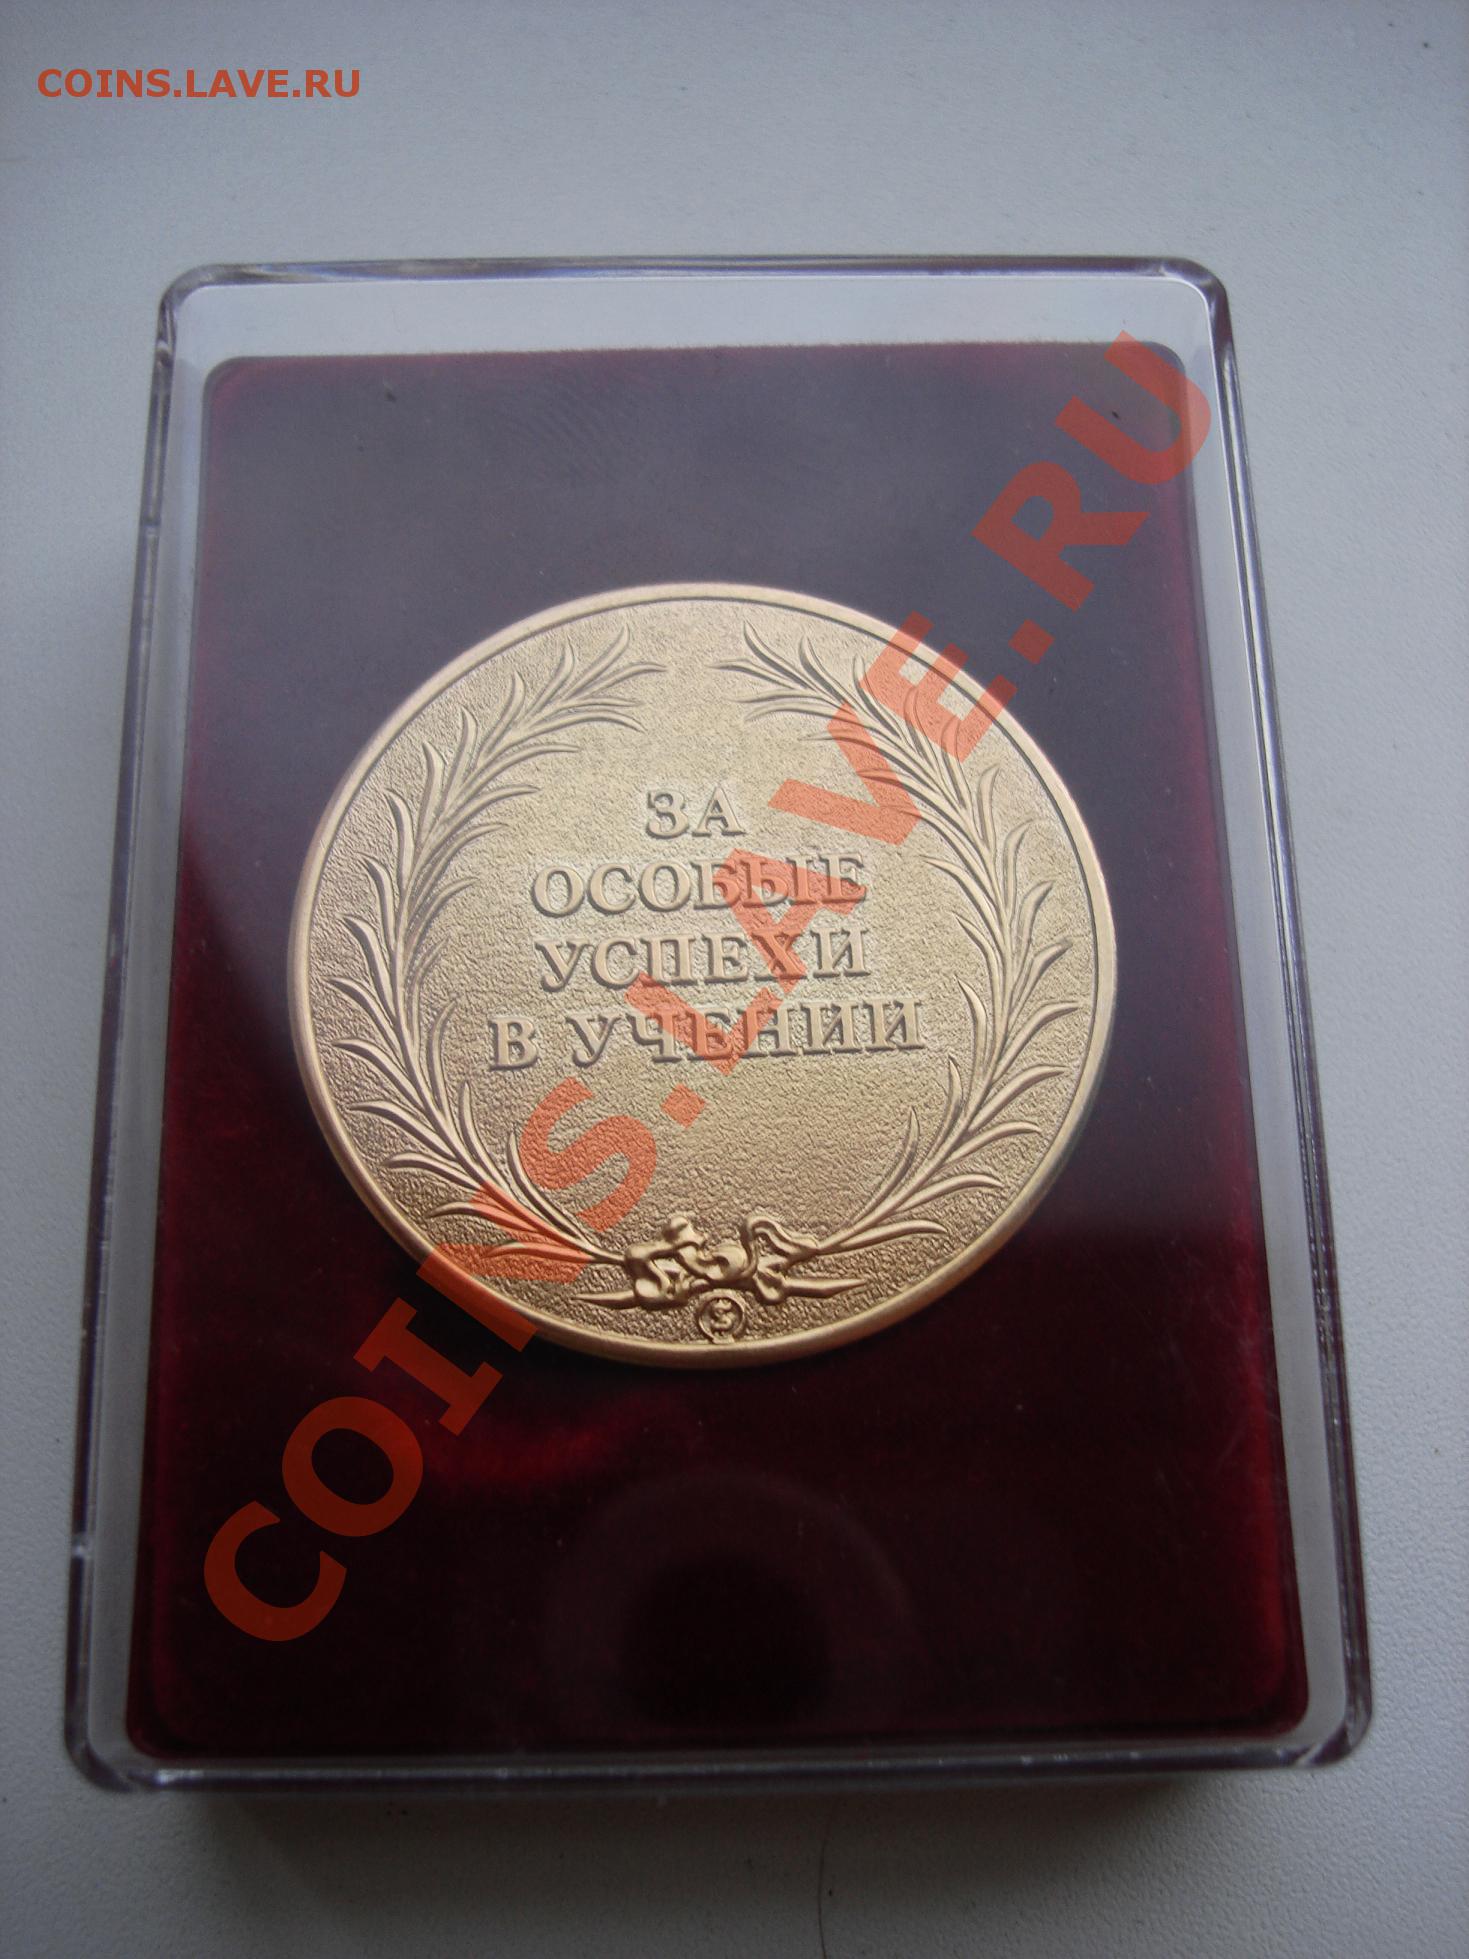 COINS.LAVE.RU
ЗА
ОСОБЫЕ
УСПЕХИ
В УЧЕНИИ
COINS.LAVE.RU